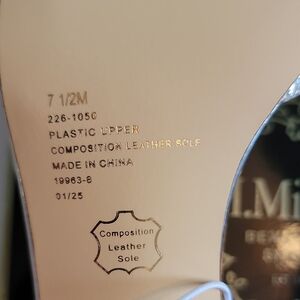 7 1/2M
226-1050
PLASTIC UPPER
COMPOSITION LEATHER SOLE
MADE IN CHINA
19963-8
01/25
Composition
Leather
Sole